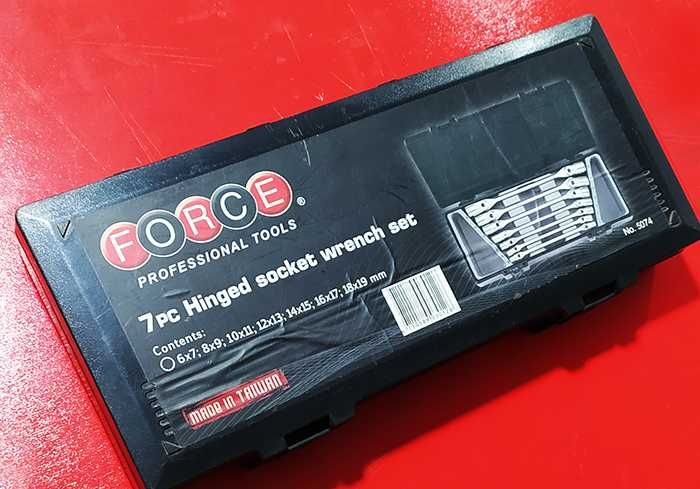 FORCE®
PROFESSIONAL TOOLS
7PC Hinged socket wrench set
Contents:
6x7; 8x9; 10x11; 12x13; 14x15; 16x17; 18x19 mm
MADE IN TAIWAN
No. 5074